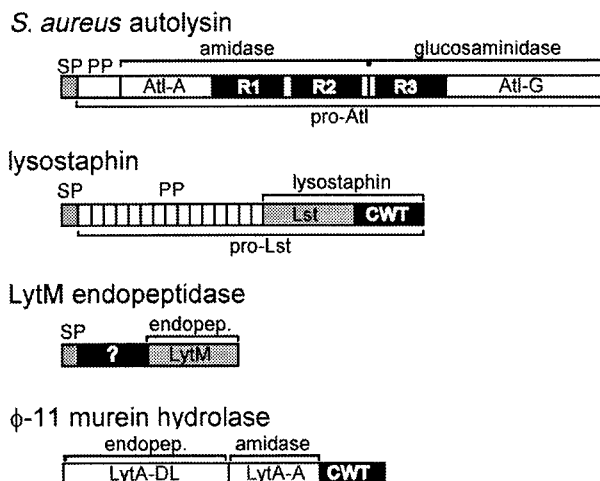 S. aureus autolysin
amidase glucosaminidase
SP PP
Atl-A R1 R2 R3 Atl-G
pro-Atl
lysostaphin
SP PP lysostaphin
Lst CWT
pro-Lst
LytM endopeptidase
SP endopep.
? LytM
ϕ-11 murein hydrolase
endopep. amidase
LytA-DL LytA-A CWT